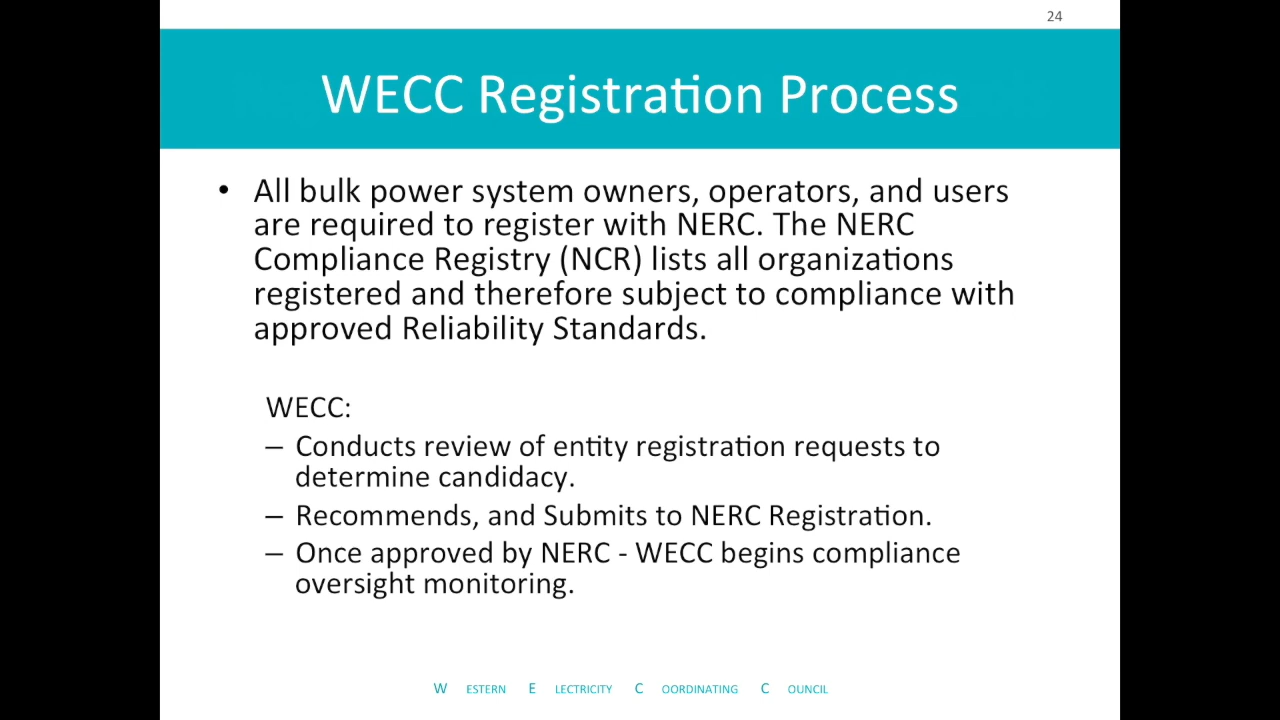 24
WECC Registration Process
• All bulk power system owners, operators, and users
are required to register with NERC. The NERC
Compliance Registry (NCR) lists all organizations
registered and therefore subject to compliance with
approved Reliability Standards.
WECC:
– Conducts review of entity registration requests to
determine candidacy.
– Recommends, and Submits to NERC Registration.
– Once approved by NERC - WECC begins compliance
oversight monitoring.
W ESTERN E LECTRICITY C OORDINATING C OUNCIL